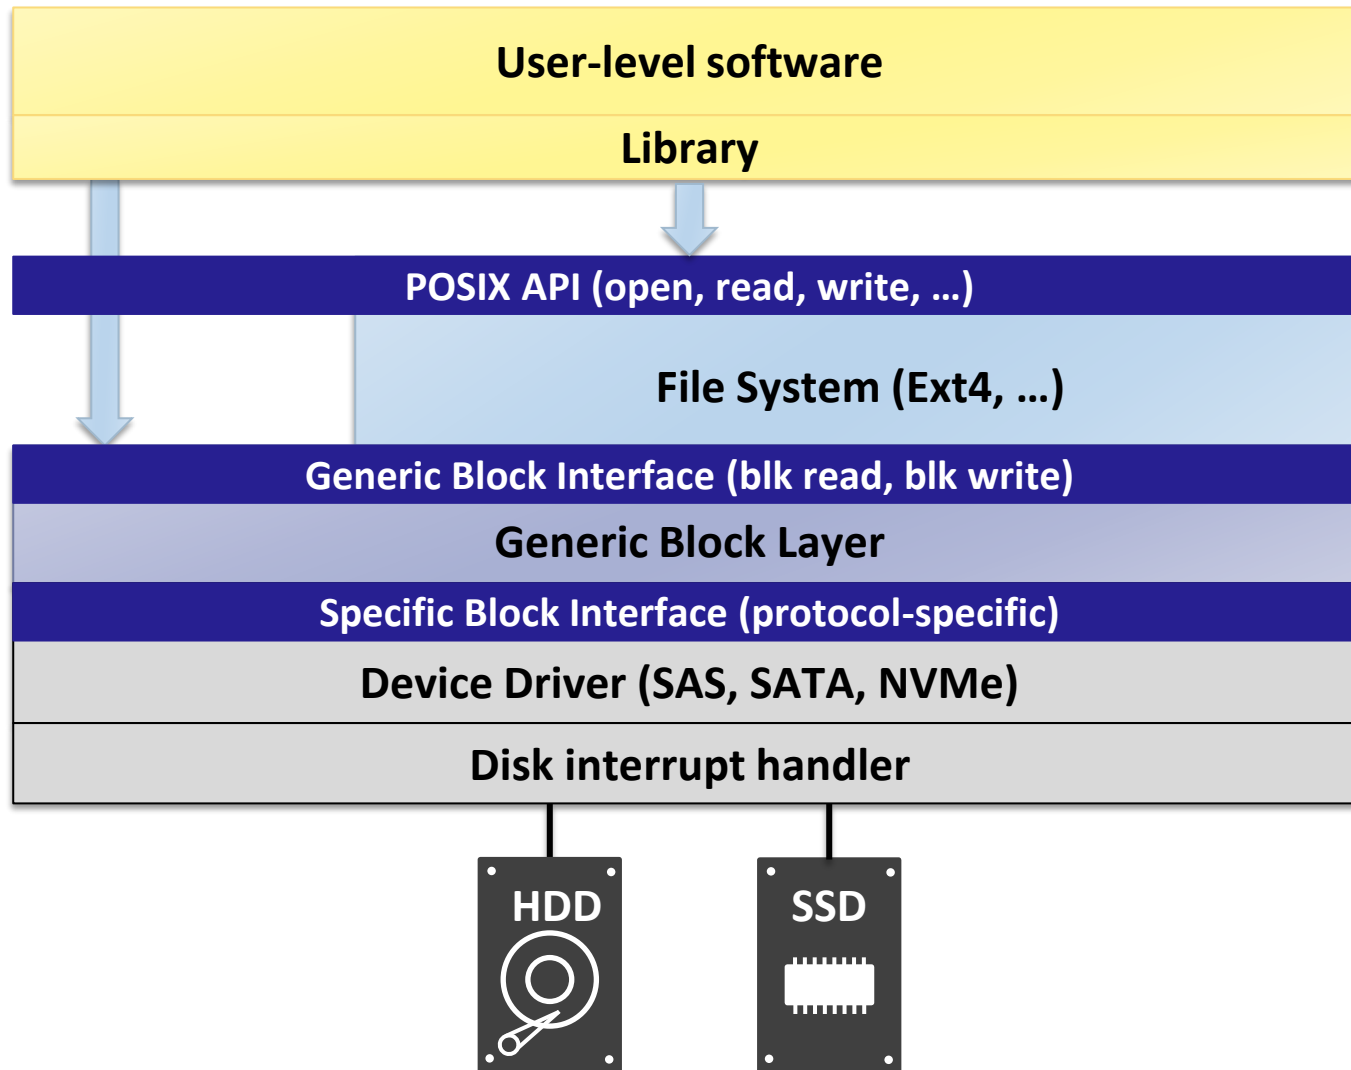 User-level software
Library
POSIX API (open, read, write, …)
File System (Ext4, …)
Generic Block Interface (blk read, blk write)
Generic Block Layer
Specific Block Interface (protocol-specific)
Device Driver (SAS, SATA, NVMe)
Disk interrupt handler
HDD
SSD